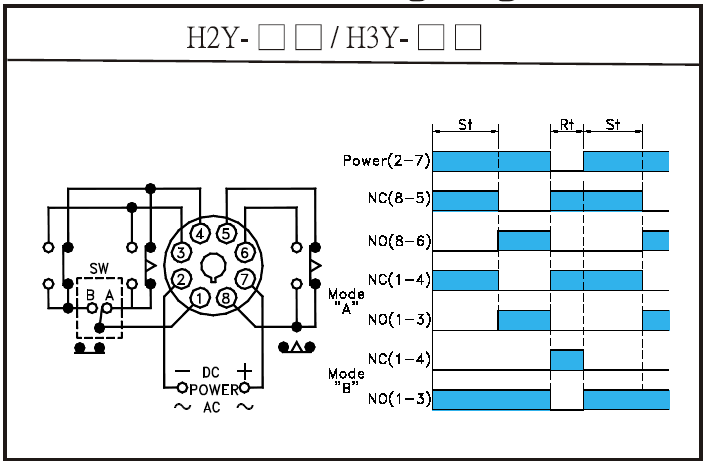 H2Y- □ □ / H3Y- □ □
St Rt St
Power(2-7)
NC(8-5)
NO(8-6)
NC(1-4)
Mode
"A"
NO(1-3)
NC(1-4)
Mode
"B"
NO(1-3)
4 5
3 6
2 7
1 8
SW
B A
− DC +
POWER
~ AC ~